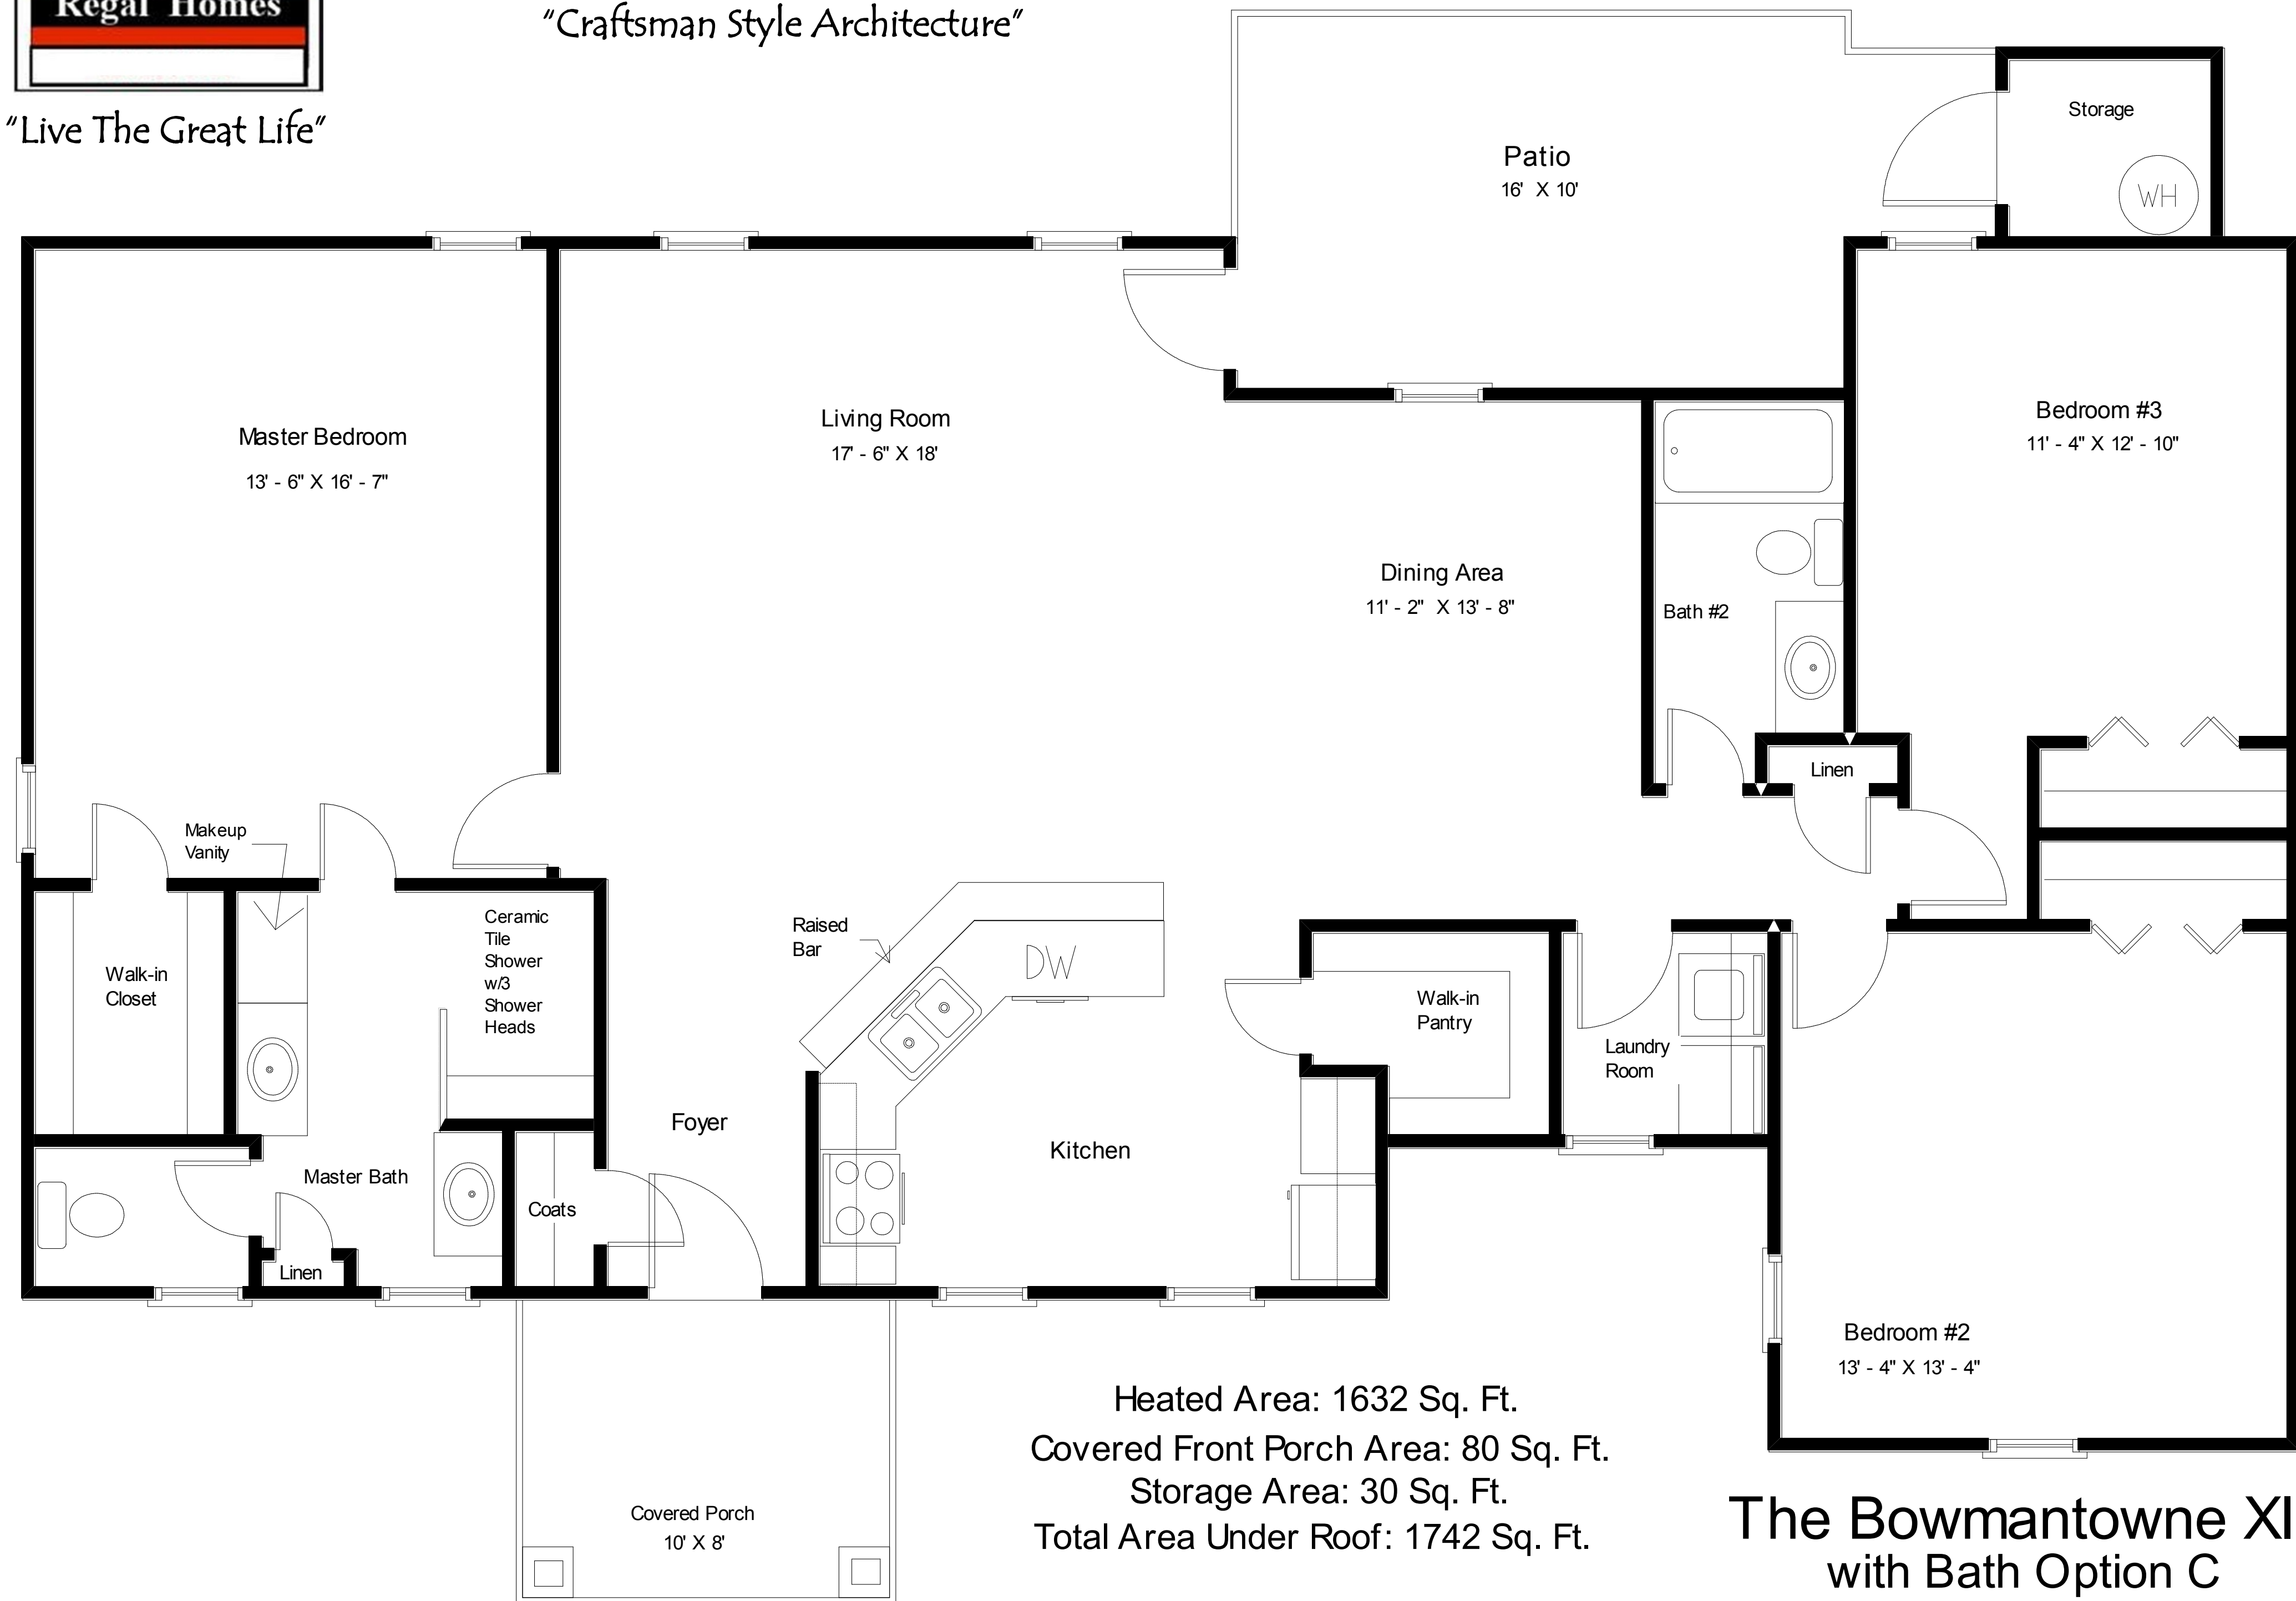 Regal Homes
"Craftsman Style Architecture"
"Live The Great Life"
Storage
WH
Patio
16' X 10'
Master Bedroom
13' - 6" X 16' - 7"
Living Room
17' - 6" X 18'
Bedroom #3
11' - 4" X 12' - 10"
Dining Area
11' - 2" X 13' - 8"
Bath #2
Linen
Makeup
Vanity
Ceramic
Tile
Shower
w/3
Shower
Heads
Raised
Bar
DW
Walk-in
Closet
Walk-in
Pantry
Laundry
Room
Foyer
Kitchen
Master Bath
Coats
Linen
Bedroom #2
13' - 4" X 13' - 4"
Covered Porch
10' X 8'
Heated Area: 1632 Sq. Ft.
Covered Front Porch Area: 80 Sq. Ft.
Storage Area: 30 Sq. Ft.
Total Area Under Roof: 1742 Sq. Ft.
The Bowmantowne XI
with Bath Option C